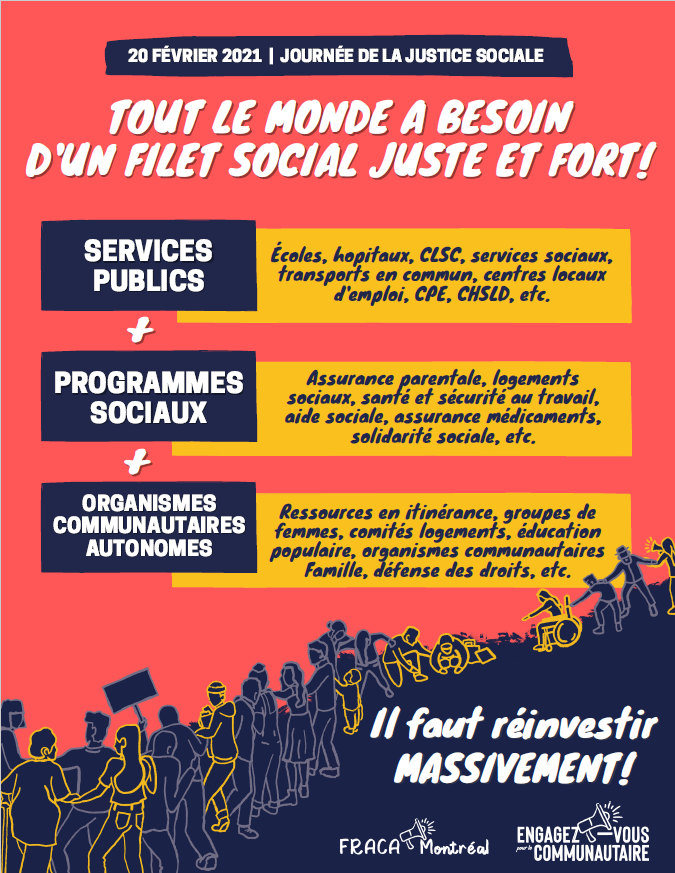 20 FÉVRIER 2021 | JOURNÉE DE LA JUSTICE SOCIALE
TOUT LE MONDE A BESOIN
D'UN FILET SOCIAL JUSTE ET FORT!
SERVICES
PUBLICS
Écoles, hopitaux, CLSC, services sociaux,
transports en commun, centres locaux
d'emploi, CPE, CHSLD, etc.
+
PROGRAMMES
SOCIAUX
Assurance parentale, logements
sociaux, santé et sécurité au travail,
aide sociale, assurance médicaments,
solidarité sociale, etc.
+
ORGANISMES
COMMUNAUTAIRES
AUTONOMES
Ressources en itinérance, groupes de
femmes, comités logements, éducation
populaire, organismes communautaires
Famille, défense des droits, etc.
Il faut réinvestir
MASSIVEMENT!
FRACA Montréal
ENGAGEZ-VOUS
pour le COMMUNAUTAIRE